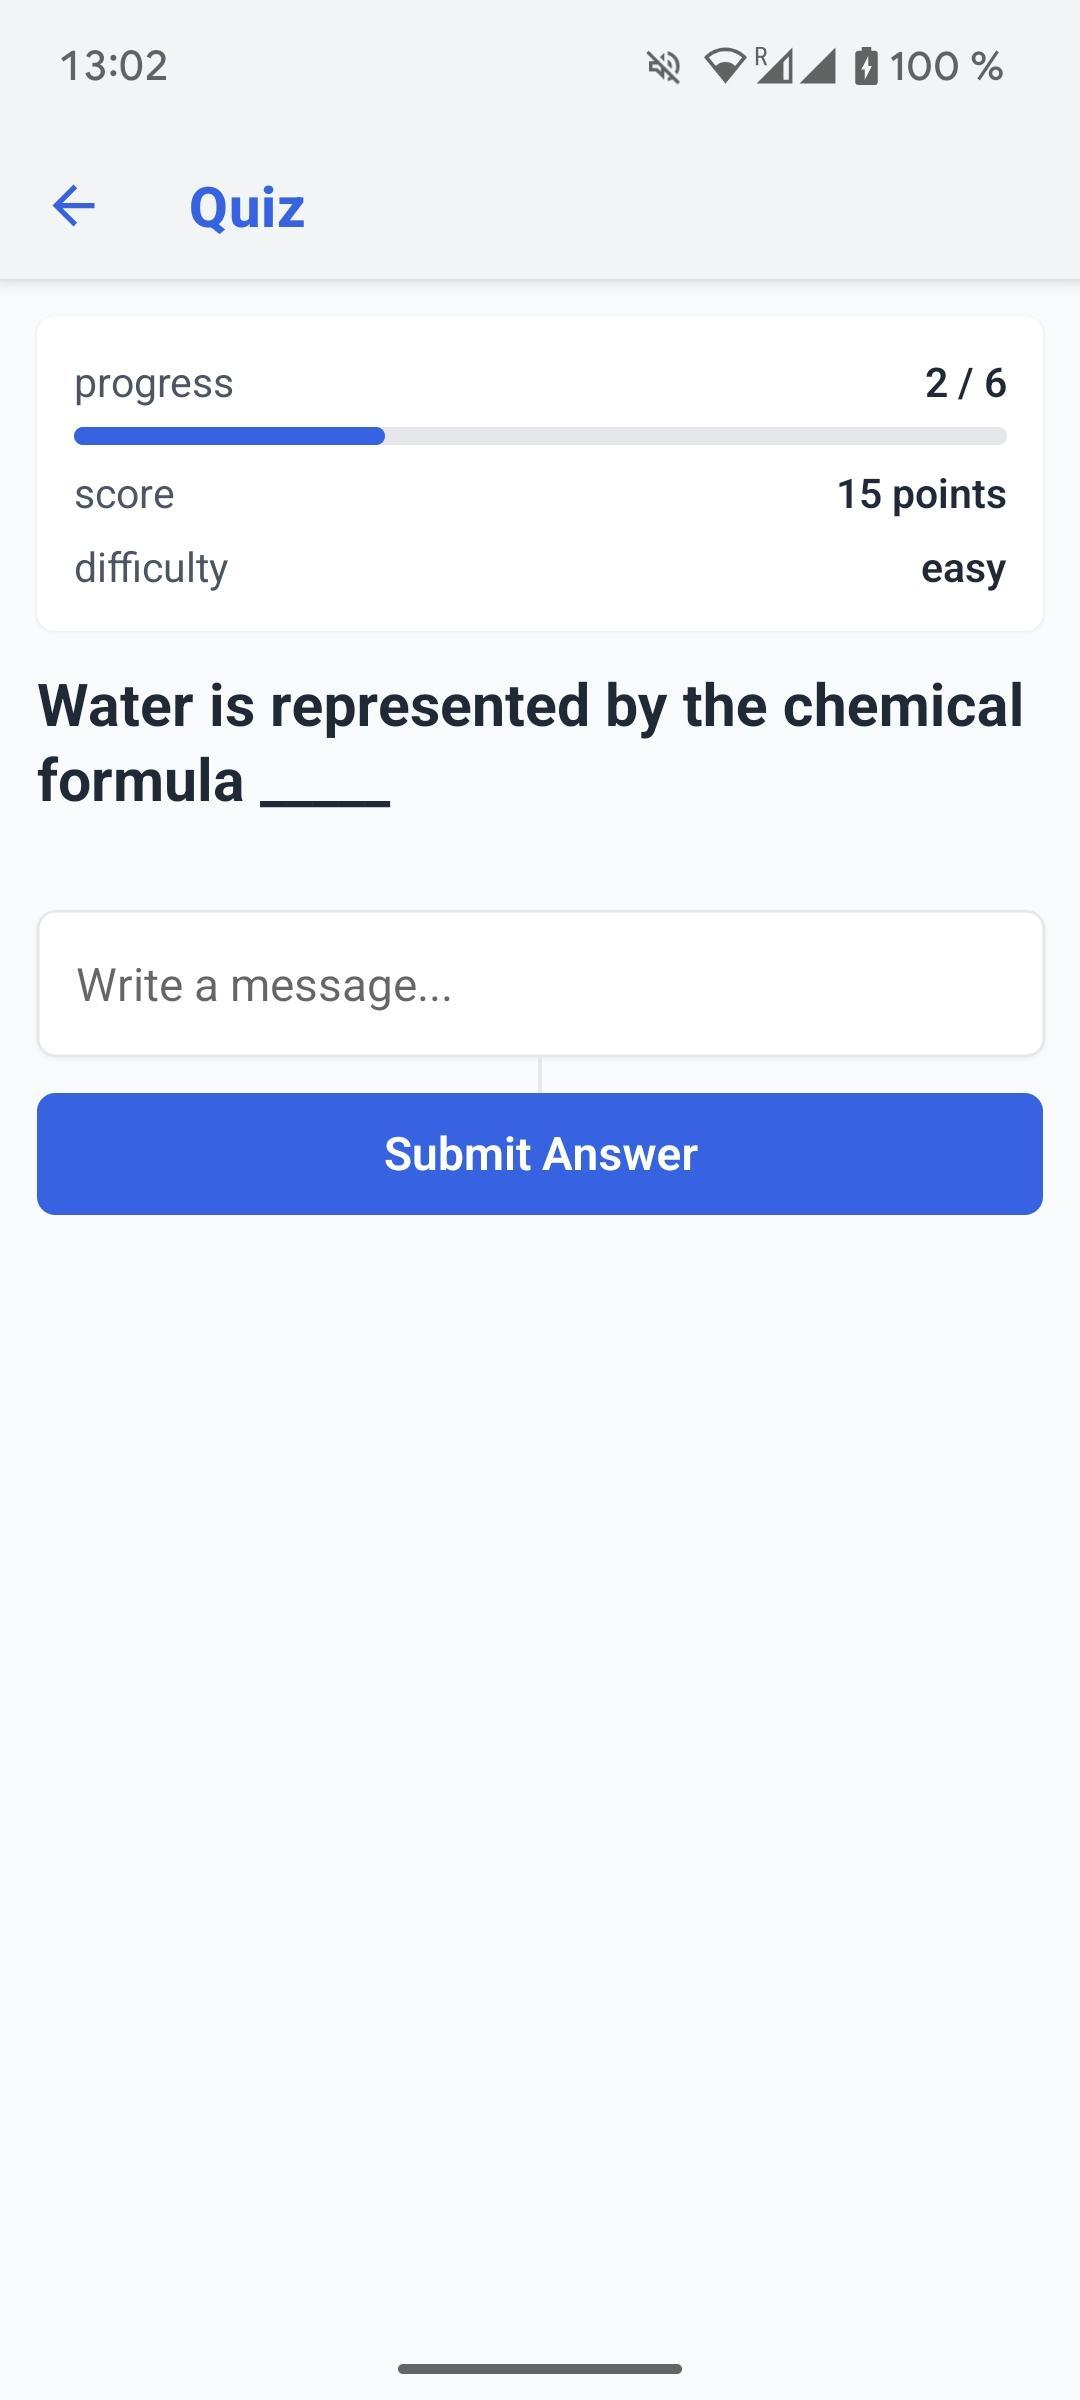 13:02 R 100 %
Quiz
progress 2 / 6
score 15 points
difficulty easy
Water is represented by the chemical
formula _____
Write a message...
Submit Answer